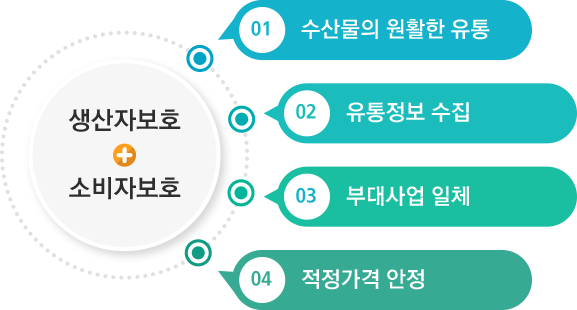 생산자보호
소비자보호
01 수산물의 원활한 유통
02 유통정보 수집
03 부대사업 일체
04 적정가격 안정